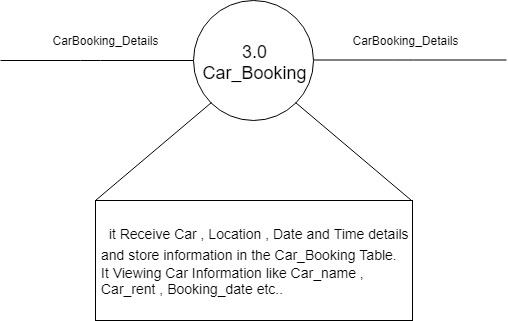 CarBooking_Details
CarBooking_Details
3.0
Car_Booking
it Receive Car , Location , Date and Time details
and store information in the Car_Booking Table.
It Viewing Car Information like Car_name ,
Car_rent , Booking_date etc..